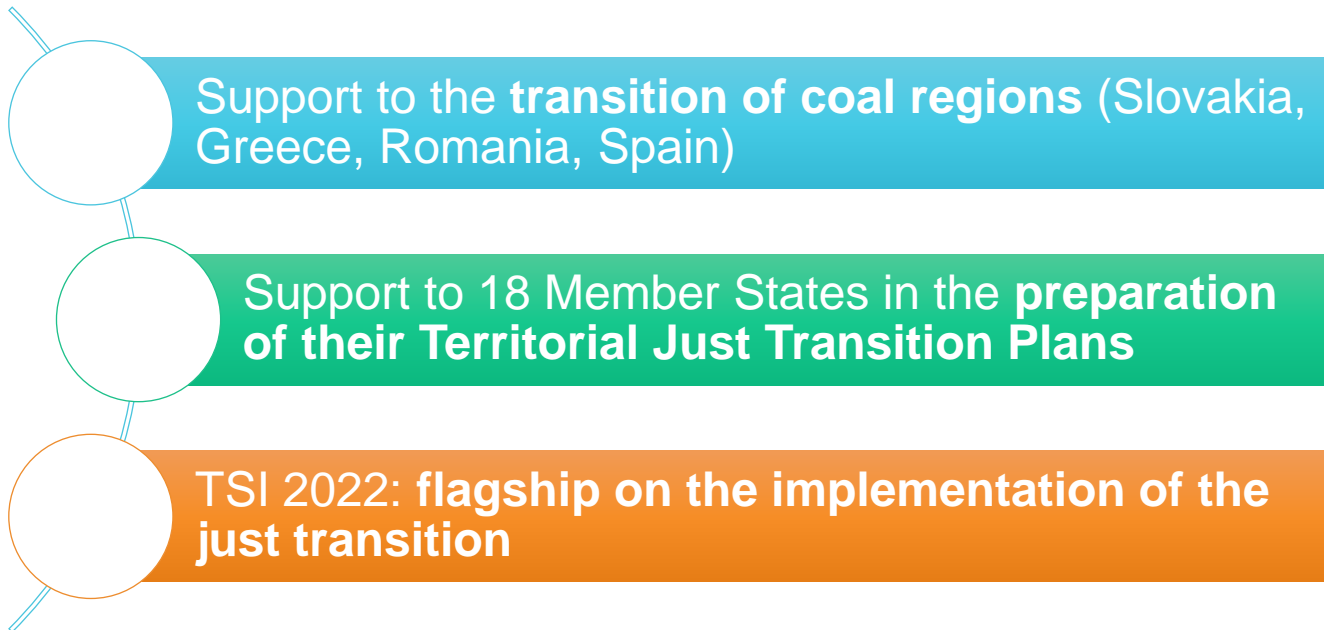 Support to the transition of coal regions (Slovakia,
Greece, Romania, Spain)
Support to 18 Member States in the preparation
of their Territorial Just Transition Plans
TSI 2022: flagship on the implementation of the
just transition